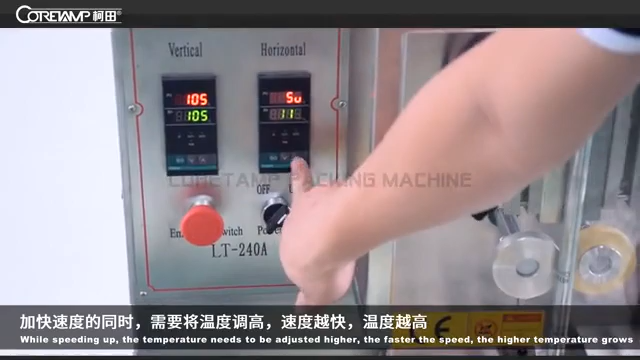 CORETAMP 柯田®
Vertical
Horizontal
105
105
SU
CORETAMP PACKING MACHINE
OFF
LT-240A
加快速度的同时，需要将温度调高，速度越快，温度越高
While speeding up, the temperature needs to be adjusted higher, the faster the speed, the higher temperature grows